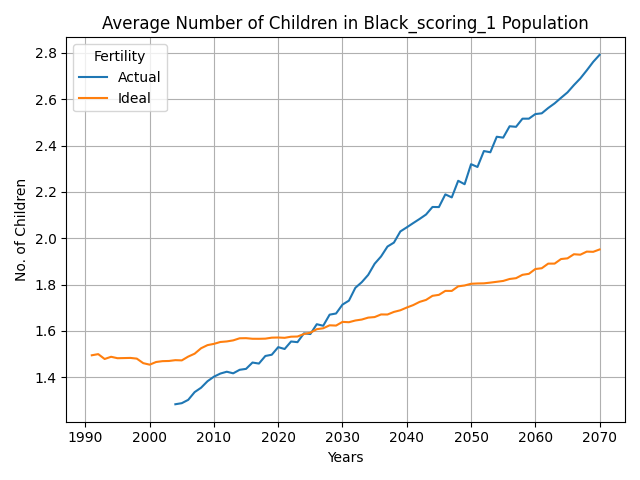 Average Number of Children in Black_scoring_1 Population
Fertility
Actual
Ideal
No. of Children
2.8
2.6
2.4
2.2
2.0
1.8
1.6
1.4
1990 2000 2010 2020 2030 2040 2050 2060 2070
Years